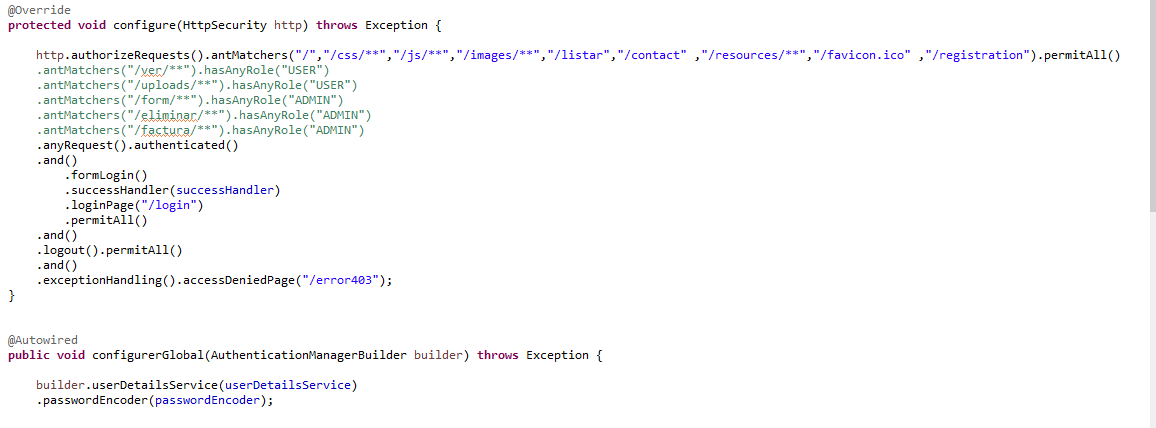 @Override
protected void configure(HttpSecurity http) throws Exception {
http.authorizeRequests().antMatchers("/","/css/**","/js/**","/images/**","/listar","/contact" ,"/resources/**","/favicon.ico" ,"/registration").permitAll()
.antMatchers("/ver/**").hasAnyRole("USER")
.antMatchers("/uploads/**").hasAnyRole("USER")
.antMatchers("/form/**").hasAnyRole("ADMIN")
.antMatchers("/eliminar/**").hasAnyRole("ADMIN")
.antMatchers("/factura/**").hasAnyRole("ADMIN")
.anyRequest().authenticated()
.and()
.formLogin()
.successHandler(successHandler)
.loginPage("/login")
.permitAll()
.and()
.logout().permitAll()
.and()
.exceptionHandling().accessDeniedPage("/error403");
}
@Autowired
public void configurerGlobal(AuthenticationManagerBuilder builder) throws Exception {
builder.userDetailsService(userDetailsService)
.passwordEncoder(passwordEncoder);